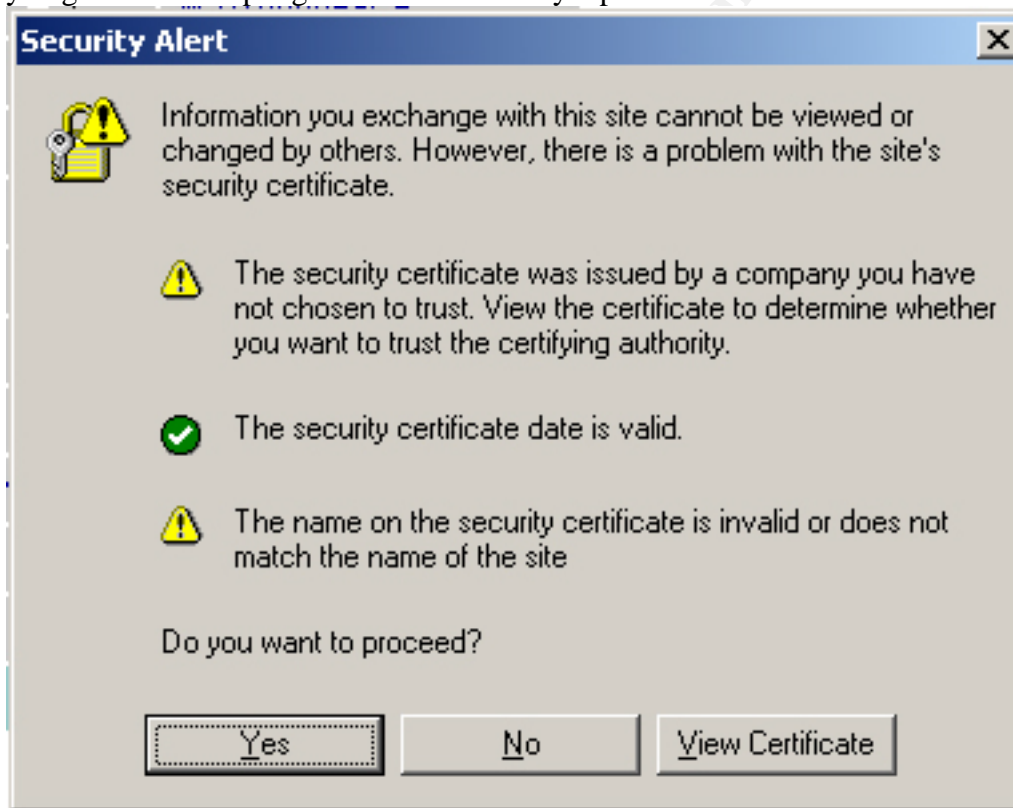 Security Alert
Information you exchange with this site cannot be viewed or
changed by others. However, there is a problem with the site's
security certificate.
The security certificate was issued by a company you have
not chosen to trust. View the certificate to determine whether
you want to trust the certifying authority.
The security certificate date is valid.
The name on the security certificate is invalid or does not
match the name of the site
Do you want to proceed?
Yes No View Certificate